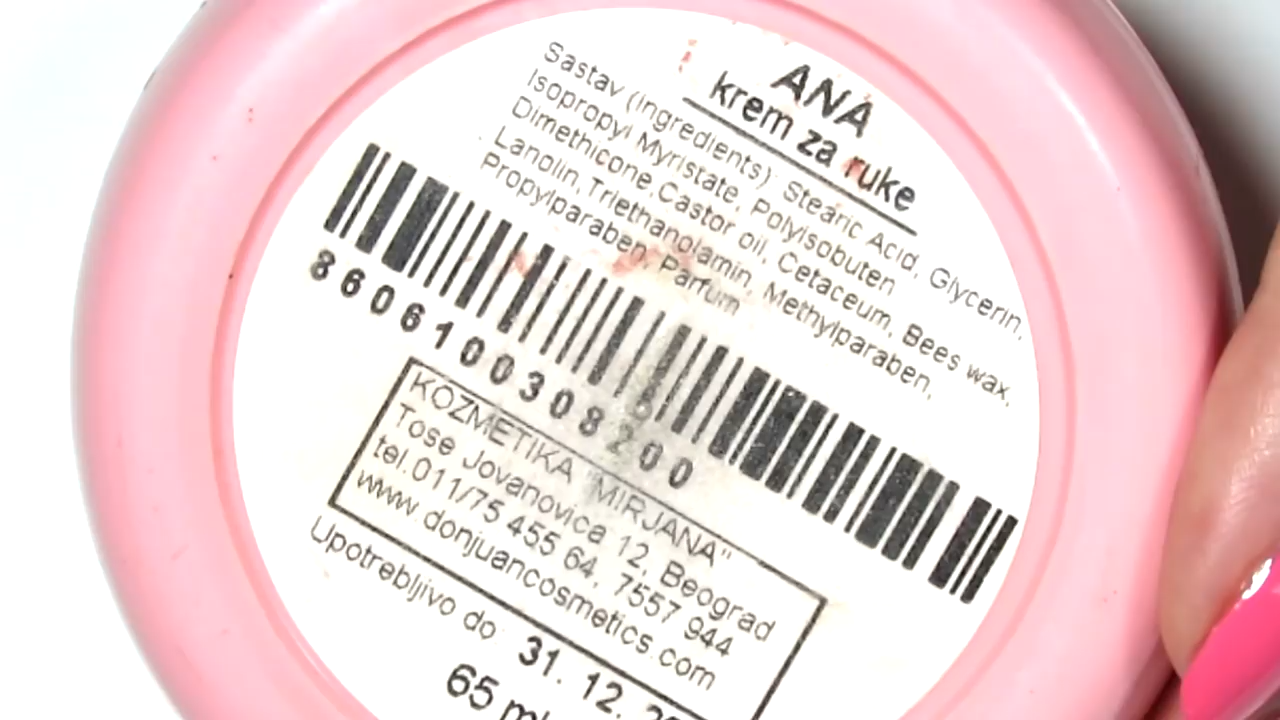 ANA
krem za ruke
Sastav (Ingredients): Stearic Acid, Glycerin,
Isopropyl Myristate, Polyisobuten
Dimethicone,Castor oil, Cetaceum, Bees wax,
Lanolin,Triethanolamin, Methylparaben,
Propylparaben, Parfum
8606100308200
KOZMETIKA "MIRJANA"
Tose Jovanovica 12, Beograd
tel.011/75 455 64, 7557 944
www.donjuancosmetics.com
Upotrebljivo do: 31. 12.
65 ml